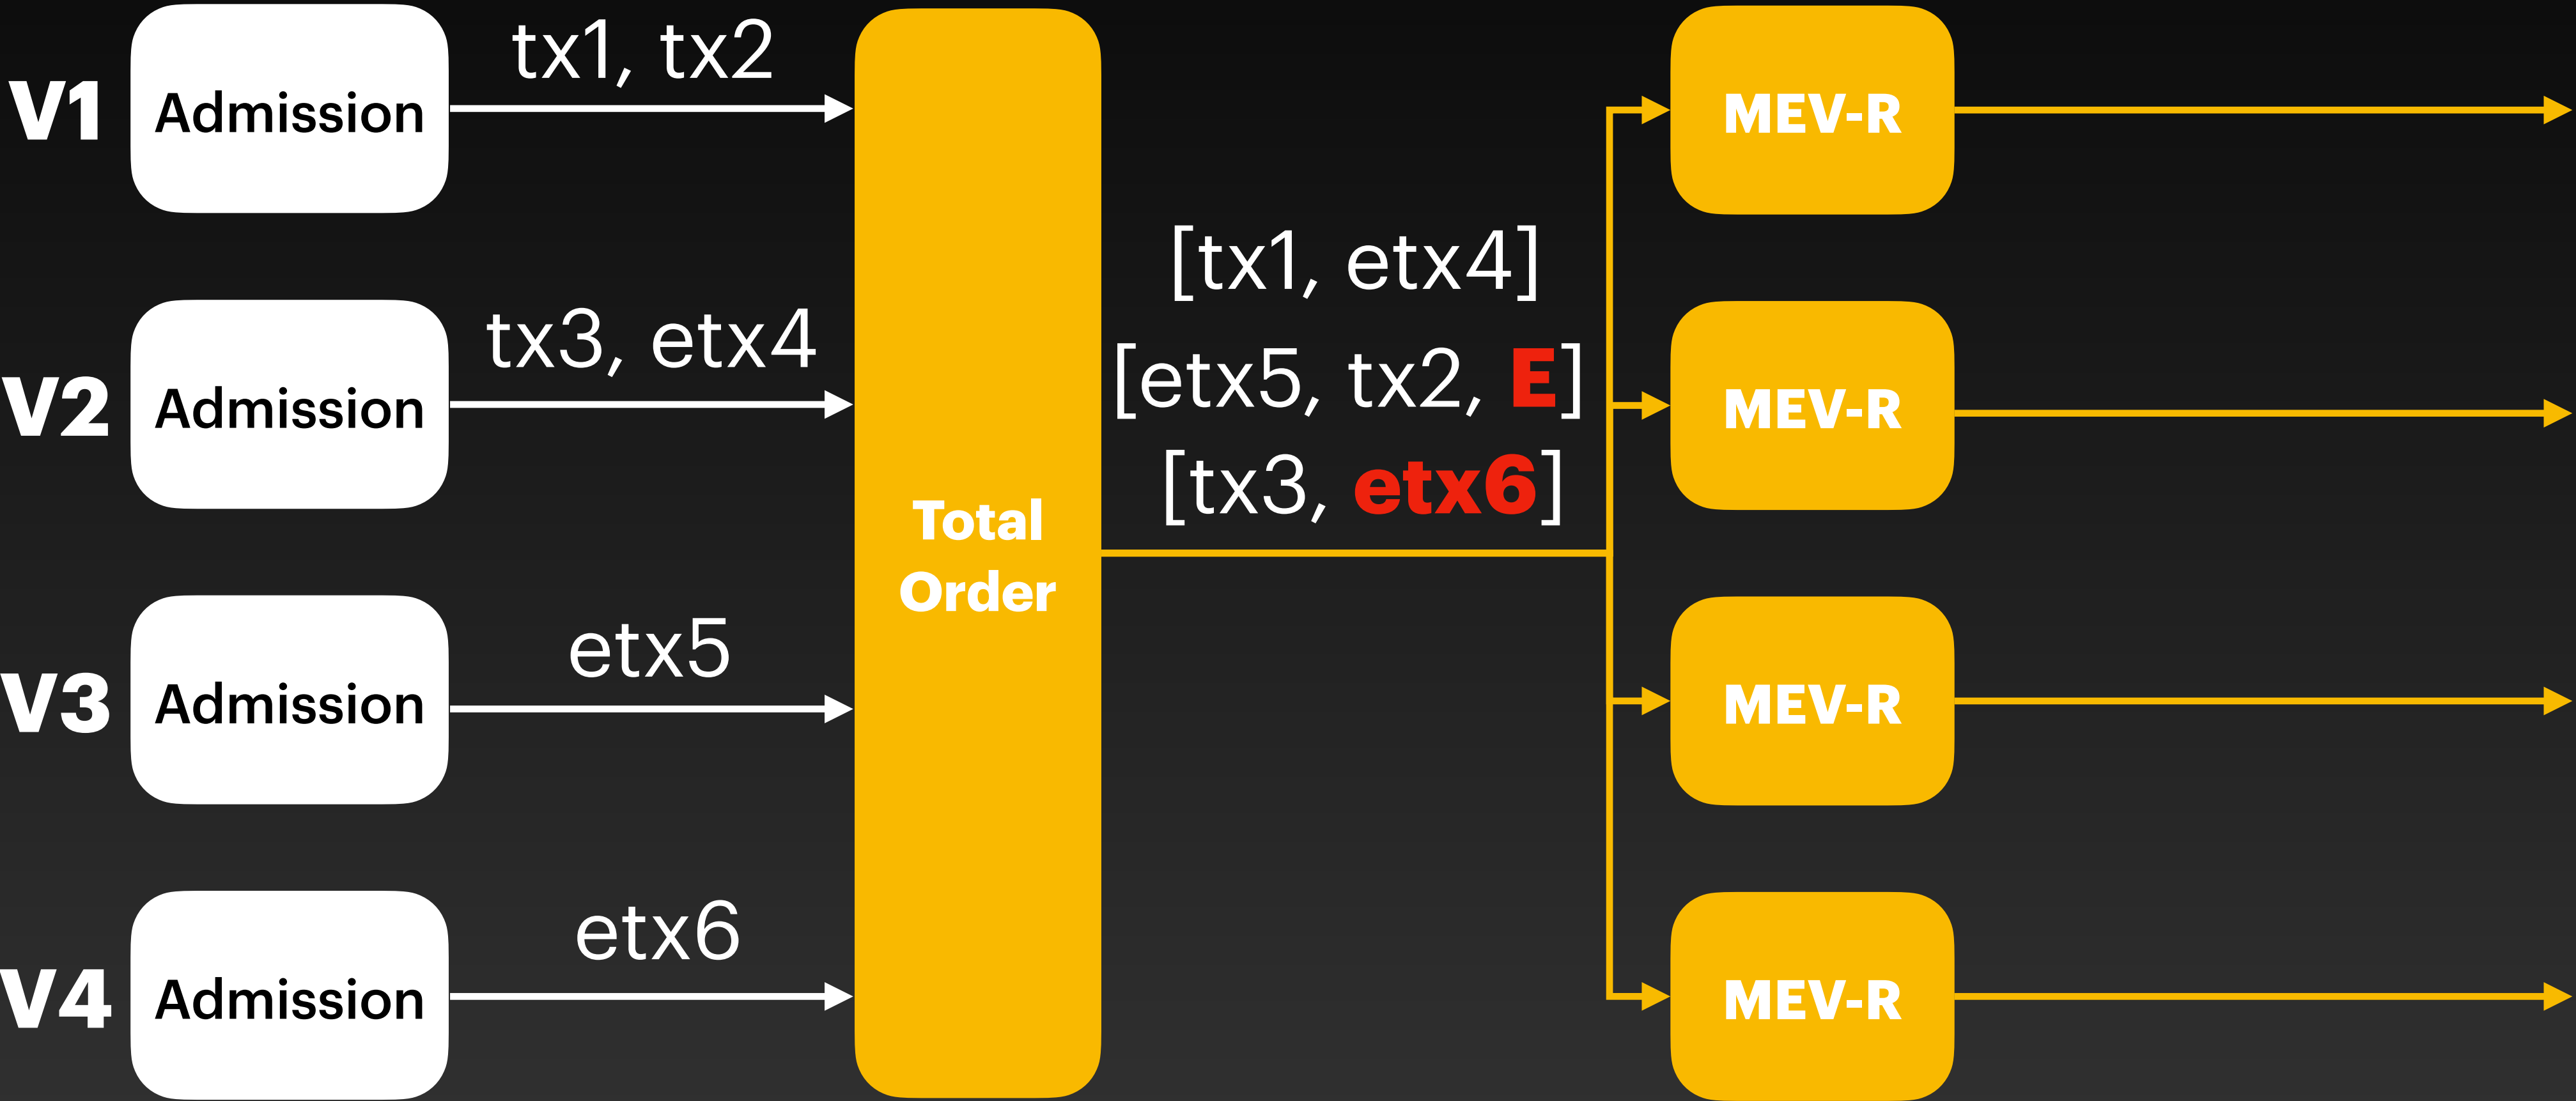 V1
Admission
tx1, tx2
MEV-R
V2
Admission
tx3, etx4
[tx1, etx4]
[etx5, tx2, E]
[tx3, etx6]
MEV-R
Total
Order
V3
Admission
etx5
MEV-R
V4
Admission
etx6
MEV-R